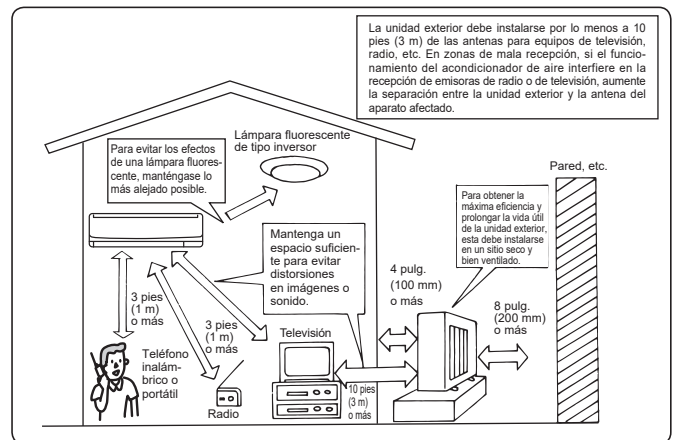 La unidad exterior debe instalarse por lo menos a 10
pies (3 m) de las antenas para equipos de televisión,
radio, etc. En zonas de mala recepción, si el funcio-
namiento del acondicionador de aire interfiere en la
recepción de emisoras de radio o de televisión, aumente
la separación entre la unidad exterior y la antena del
aparato afectado.
Lámpara fluorescente
de tipo inversor
Para evitar los efectos
de una lámpara fluores-
cente, manténgase lo
más alejado posible.
Pared, etc.
Para obtener la
máxima eficiencia y
prolongar la vida útil
de la unidad exterior,
esta debe instalarse
en un sitio seco y
bien ventilado.
Mantenga un
espacio suficien-
te para evitar
distorsiones
en imágenes o
sonido.
4 pulg.
(100 mm)
o más
8 pulg.
(200 mm)
o más
3 pies
(1 m)
o más
3 pies
(1 m)
o más
Televisión
Teléfono
inalám-
brico o
portátil
Radio
10 pies
(3 m)
o más